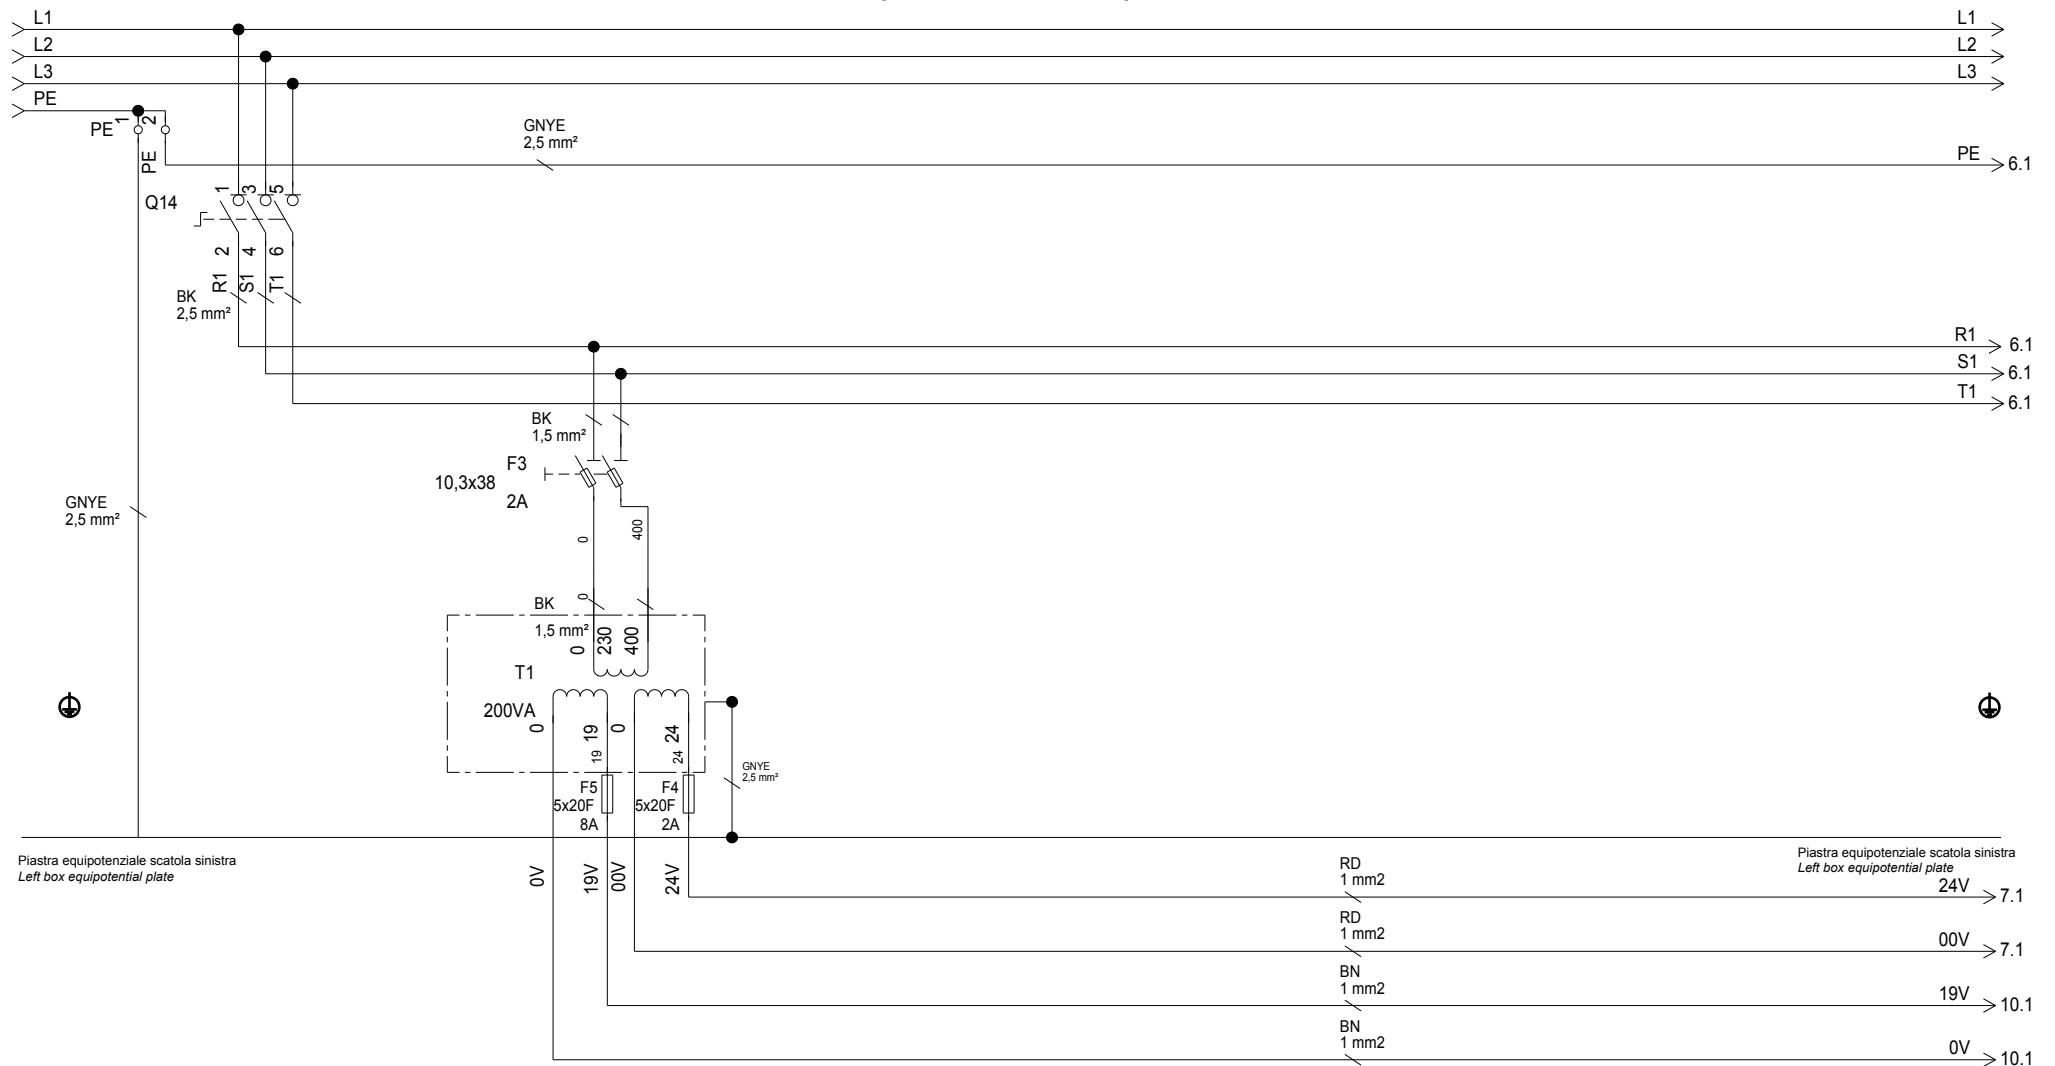 L1
L1
L2
L2
L3
L3
PE
PE
1
2
PE
GNYE
2,5 mm²
PE
6.1
Q14
1
3
5
2
4
6
R1
S1
T1
BK
2,5 mm²
R1
6.1
S1
6.1
T1
6.1
BK
1,5 mm²
F3
10,3x38
2A
GNYE
2,5 mm²
0
400
BK
0
1,5 mm²
0
230
400
T1
200VA
0
19
0
24
19
24
GNYE
2,5 mm²
F5
5x20F
8A
F4
5x20F
2A
Piastra equipotenziale scatola sinistra
Left box equipotential plate
Piastra equipotenziale scatola sinistra
Left box equipotential plate
0V
19V
00V
24V
RD
1 mm2
24V
7.1
RD
1 mm2
00V
7.1
BN
1 mm2
19V
10.1
BN
1 mm2
0V
10.1